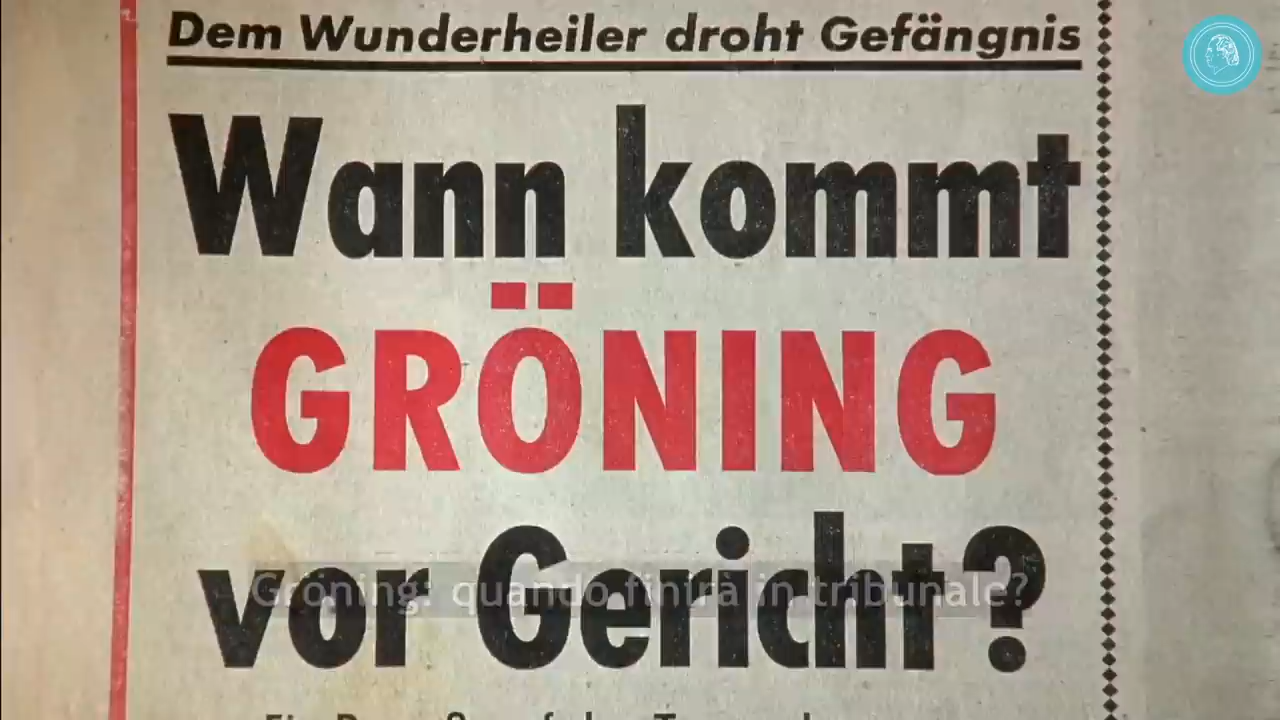 Dem Wunderheiler droht Gefängnis
Wann kommt
GRÖNING
vor Gericht?
Gröning: quando finirà in tribunale?